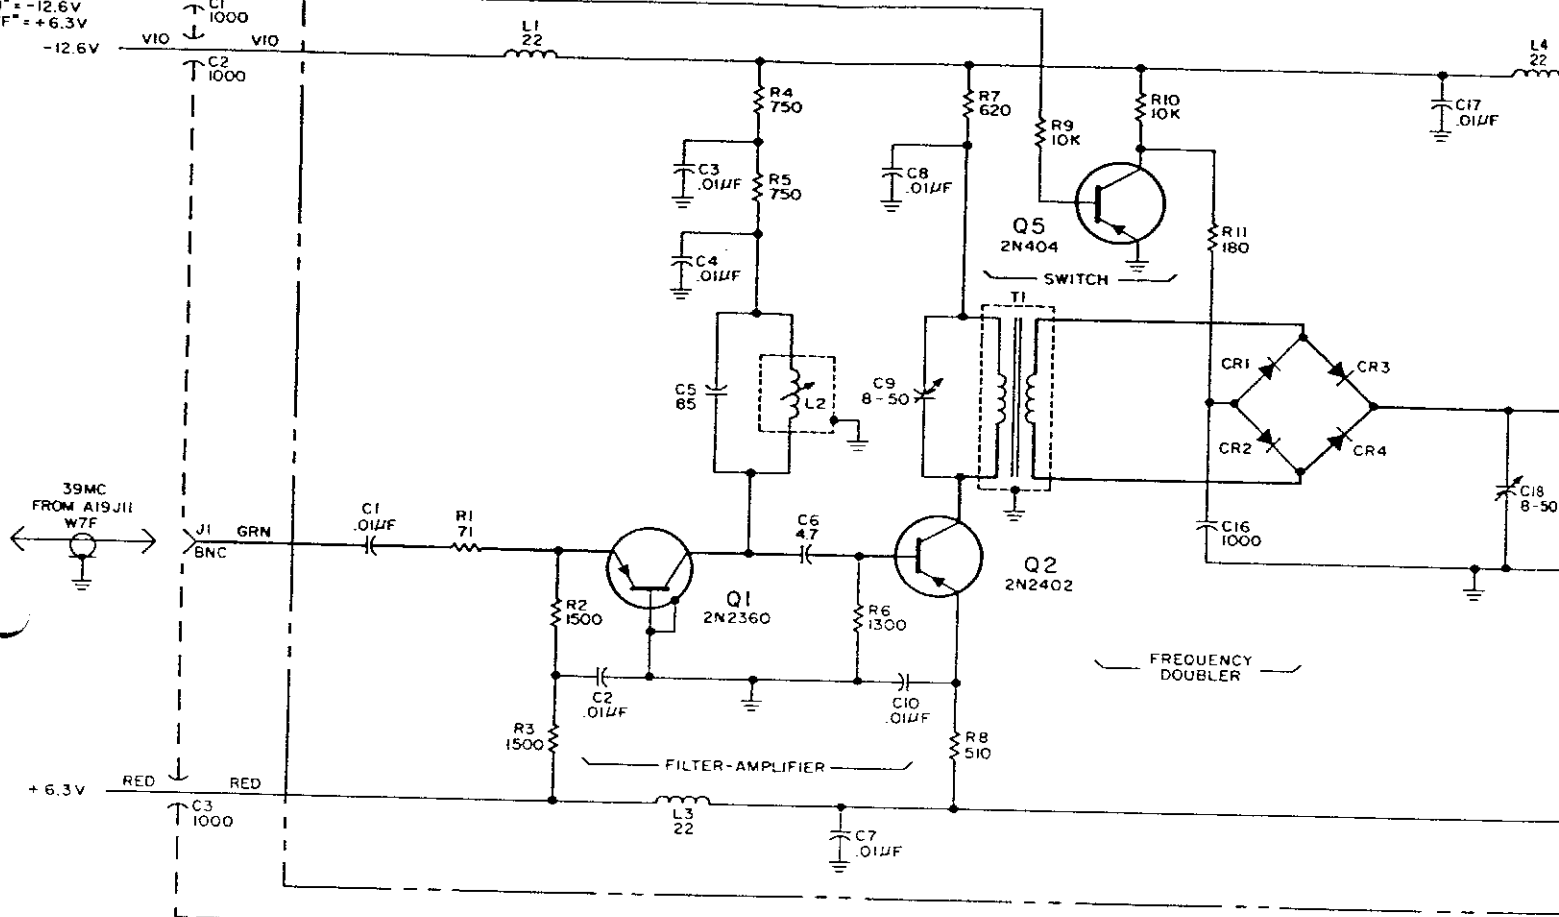 = -12.6V
F" = +6.3V
C1
1000
-12.6V
VIO
VIO
C2
1000
L1
22
L4
22
R4
750
R7
620
R10
10K
C17
.01µF
R9
10K
C3
.01µF
R5
750
C8
.01µF
Q5
2N404
R11
180
C4
.01µF
SWITCH
T1
C5
85
L2
C9
8-50
CR1
CR3
CR2
CR4
39MC
FROM A19J11
W7F
J1
BNC
GRN
C1
.01µF
R1
71
C6
4.7
C18
8-50
C16
1000
Q2
2N2402
R2
1500
Q1
2N2360
R6
1300
FREQUENCY
DOUBLER
C2
.01µF
C10
.01µF
R3
1500
R8
510
FILTER-AMPLIFIER
+6.3V
RED
RED
C3
1000
L3
22
C7
.01µF